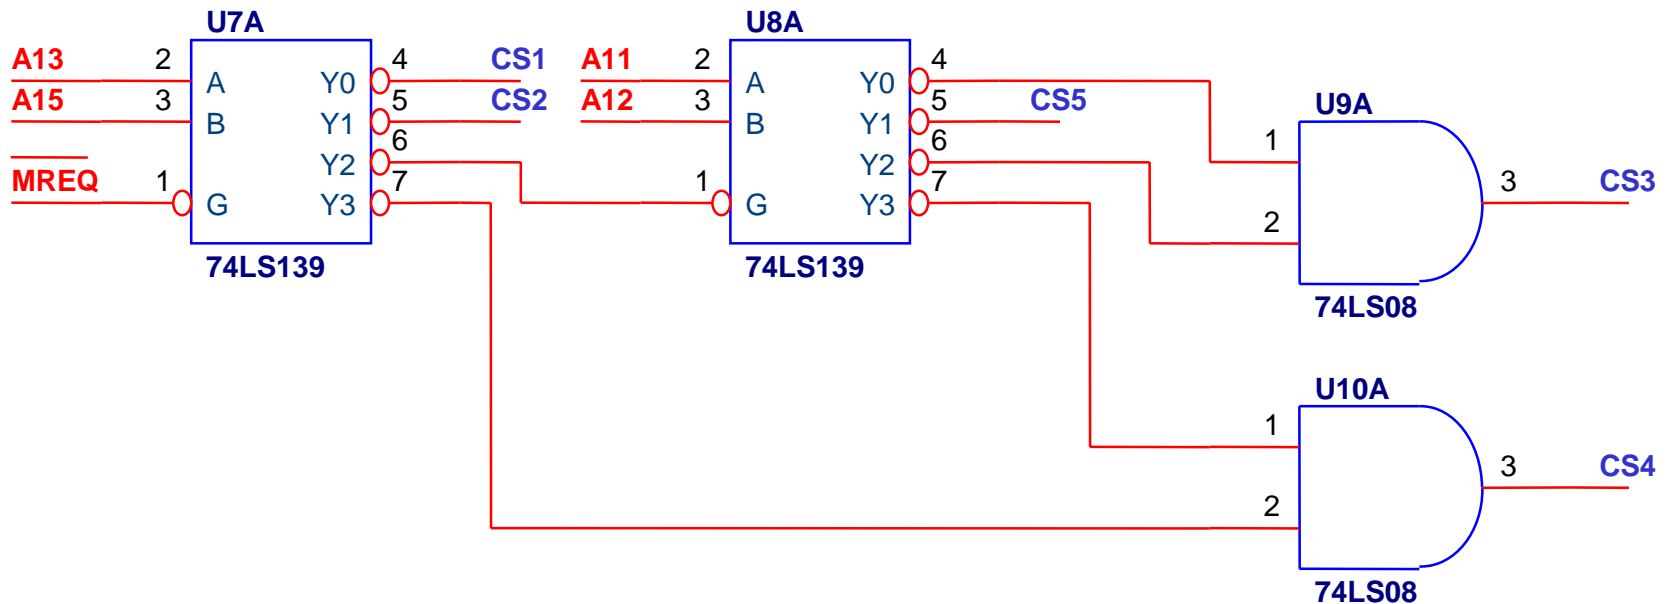 U7A
U8A
A13 2 4 CS1 A11 2 4
A Y0 A Y0
A15 3 5 CS2 A12 3 5 CS5 U9A
B Y1 B Y1
6 6 1
Y2 Y2
MREQ 1 7 1 7 3 CS3
G Y3 G Y3
2
74LS139 74LS139
74LS08
U10A
1
3 CS4
2
74LS08